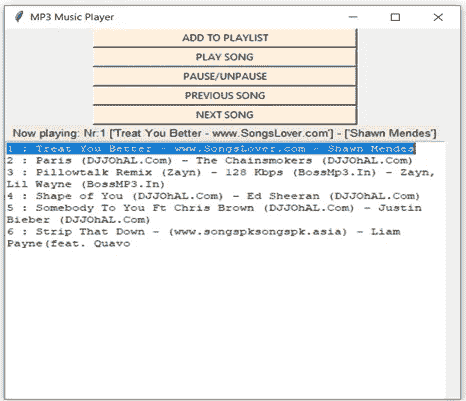 MP3 Music Player
ADD TO PLAYLIST
PLAY SONG
PAUSE/UNPAUSE
PREVIOUS SONG
NEXT SONG
Now playing: Nr:1 ['Treat You Better - www.SongsLover.com'] - ['Shawn Mendes']
1 : Treat You Better - www.SongsLover.com - Shawn Mendes
2 : Paris (DJJOhAL.Com) - The Chainsmokers (DJJOhAL.Com)
3 : Pillowtalk Remix (Zayn) - 128 Kbps (BossMp3.In) - Zayn,
Lil Wayne (BossMP3.In)
4 : Shape of You (DJJOhAL.Com) - Ed Sheeran (DJJOhAL.Com)
5 : Somebody To You Ft Chris Brown (DJJOhAL.Com) - Justin
Bieber (DJJOhAL.Com)
6 : Strip That Down - (www.songspksongspk.asia) - Liam
Payne(feat. Quavo